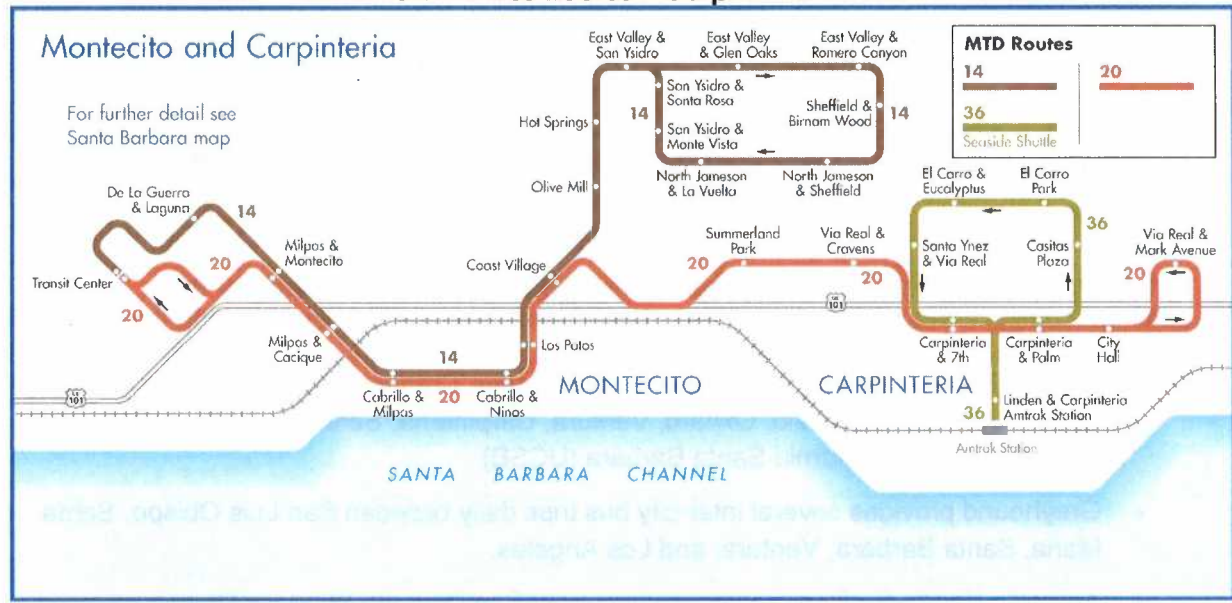 Montecito and Carpinteria
For further detail see
Santa Barbara map
MTD Routes
14
20
36
Seaside Shuttle
East Valley &
San Ysidro
East Valley
& Glen Oaks
East Valley &
Romero Canyon
San Ysidro &
Santa Rosa
14
Sheffield &
Birnam Wood
14
Hot Springs
San Ysidro &
Monte Vista
Olive Mill
North Jameson
& La Vuelta
North Jameson
& Sheffield
El Carro &
Eucalyptus
El Carro
Park
De La Guerra
& Laguna
14
36
Milpas &
Montecito
Summerland
Park
Via Real
& Cravens
Santa Ynez
& Via Real
Casitas
Plaza
Via Real &
Mark Avenue
Coast Village
20
20
20
20
Transit Center
20
US
101
Milpas &
Cacique
14
Los Patos
Carpinteria
& 7th
Carpinteria
& Palm
City
Hall
MONTECITO
CARPINTERIA
US
101
Cabrillo &
Milpas
20
Cabrillo &
Ninos
36
Linden & Carpinteria
Amtrak Station
Amtrak Station
SANTA BARBARA CHANNEL